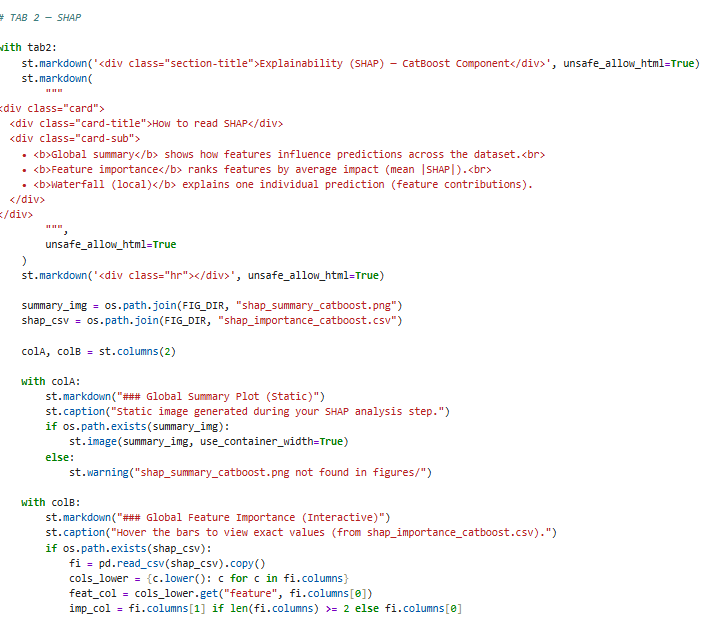 # TAB 2 — SHAP
with tab2:
    st.markdown('<div class="section-title">Explainability (SHAP) — CatBoost Component</div>', unsafe_allow_html=True)
    st.markdown(
        """
<div class="card">
  <div class="card-title">How to read SHAP</div>
  <div class="card-sub">
    • <b>Global summary</b> shows how features influence predictions across the dataset.<br>
    • <b>Feature importance</b> ranks features by average impact (mean |SHAP|).<br>
    • <b>Waterfall (local)</b> explains one individual prediction (feature contributions).
  </div>
</div>
        """,
        unsafe_allow_html=True
    )
    st.markdown('<div class="hr"></div>', unsafe_allow_html=True)
    summary_img = os.path.join(FIG_DIR, "shap_summary_catboost.png")
    shap_csv = os.path.join(FIG_DIR, "shap_importance_catboost.csv")
    colA, colB = st.columns(2)
    with colA:
        st.markdown("### Global Summary Plot (Static)")
        st.caption("Static image generated during your SHAP analysis step.")
        if os.path.exists(summary_img):
            st.image(summary_img, use_container_width=True)
        else:
            st.warning("shap_summary_catboost.png not found in figures/")
    with colB:
        st.markdown("### Global Feature Importance (Interactive)")
        st.caption("Hover the bars to view exact values (from shap_importance_catboost.csv).")
        if os.path.exists(shap_csv):
            fi = pd.read_csv(shap_csv).copy()
            cols_lower = {c.lower(): c for c in fi.columns}
            feat_col = cols_lower.get("feature", fi.columns[0])
            imp_col = fi.columns[1] if len(fi.columns) >= 2 else fi.columns[0]